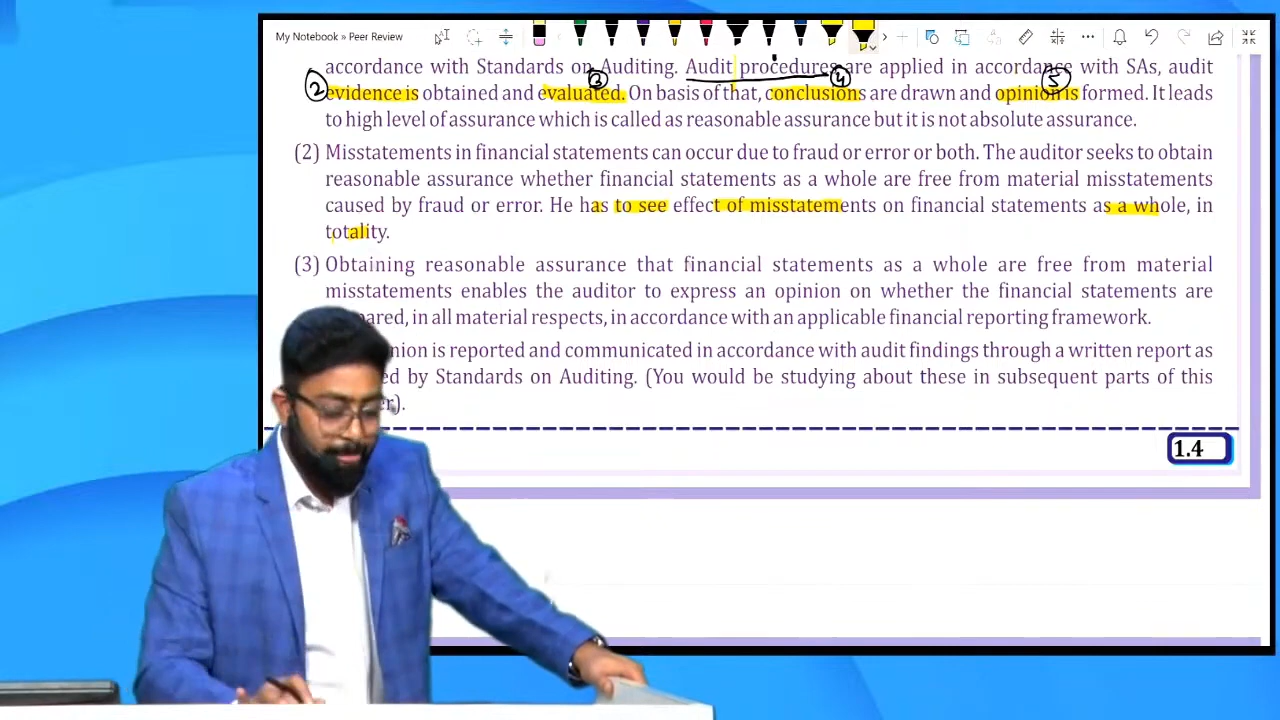 My Notebook » Peer Review
accordance with Standards on Auditing. Audit procedures are applied in accordance with SAs, audit
2 3 4 5
evidence is obtained and evaluated. On basis of that, conclusions are drawn and opinion is formed. It leads
to high level of assurance which is called as reasonable assurance but it is not absolute assurance.
(2) Misstatements in financial statements can occur due to fraud or error or both. The auditor seeks to obtain
reasonable assurance whether financial statements as a whole are free from material misstatements
caused by fraud or error. He has to see effect of misstatements on financial statements as a whole, in
totality.
(3) Obtaining reasonable assurance that financial statements as a whole are free from material
misstatements enables the auditor to express an opinion on whether the financial statements are
in all material respects, in accordance with an applicable financial reporting framework.
is reported and communicated in accordance with audit findings through a written report as
by Standards on Auditing. (You would be studying about these in subsequent parts of this
1.4